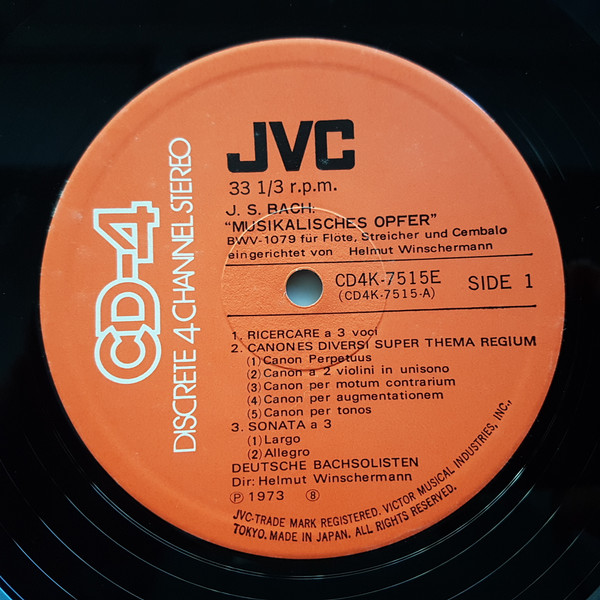 CD-4
DISCRETE 4 CHANNEL STEREO
JVC
33 1/3 r.p.m.
J. S. BACH:
"MUSIKALISCHES OPFER"
BWV-1079 für Flöte, Streicher und Cembalo
eingerichtet von Helmut Winschermann
CD4K-7515E
(CD4K-7515-A)
SIDE 1
1. RICERCARE a 3 voci
2. CANONES DIVERSI SUPER THEMA REGIUM
(1) Canon Perpetuus
(2) Canon a 2 violini in unisono
(3) Canon per motum contrarium
(4) Canon per augmentationem
(5) Canon per tonos
3. SONATA a 3
(1) Largo
(2) Allegro
DEUTSCHE BACHSOLISTEN
Dir: Helmut Winschermann
Ⓟ 1973 ⑧
JVC-TRADE MARK REGISTERED. VICTOR MUSICAL INDUSTRIES, INC.,
TOKYO. MADE IN JAPAN. ALL RIGHTS RESERVED.